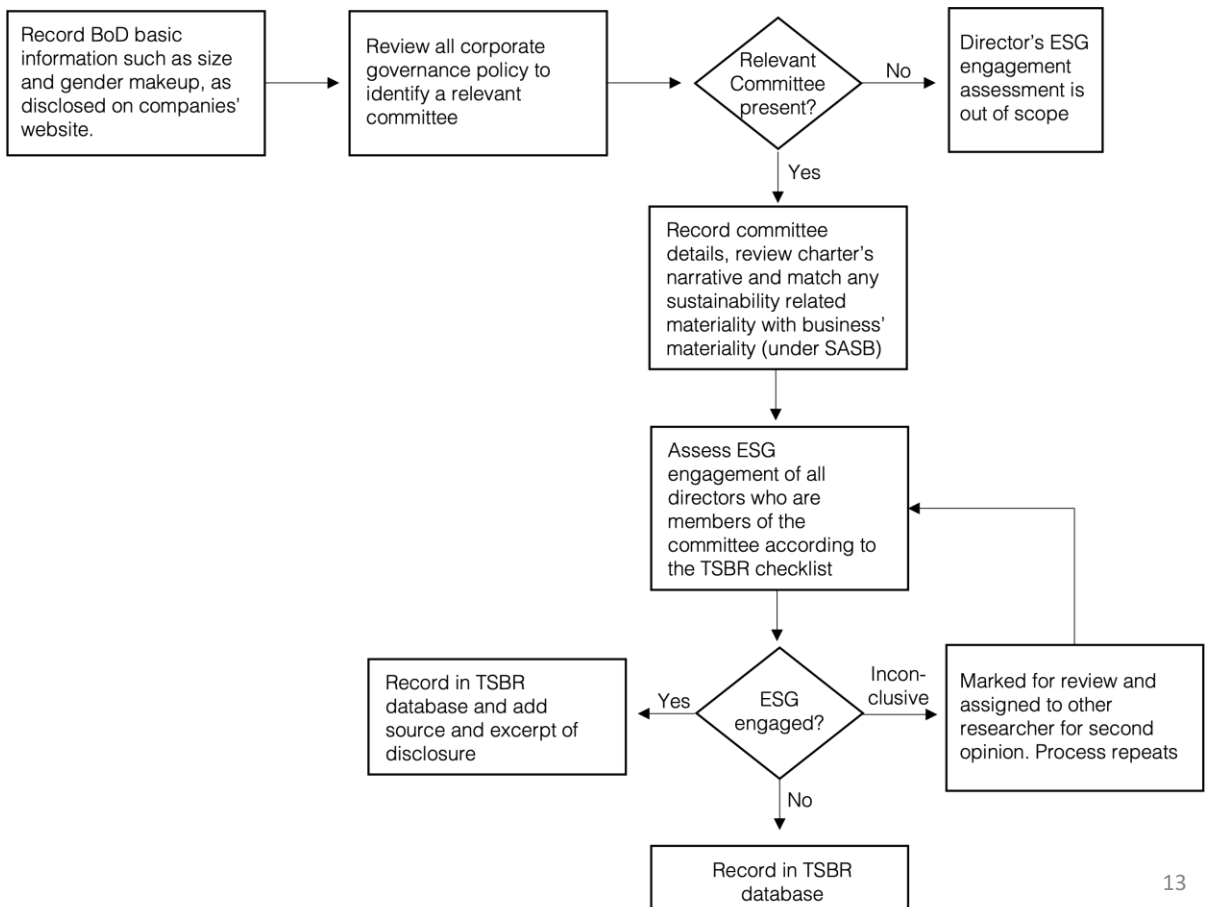 Record BoD basic
information such as size
and gender makeup, as
disclosed on companies'
website.
Review all corporate
governance policy to
identify a relevant
committee
Relevant
Committee
present?
No
Director's ESG
engagement
assessment is
out of scope
Yes
Record committee
details, review charter's
narrative and match any
sustainability related
materiality with business'
materiality (under SASB)
Assess ESG
engagement of all
directors who are
members of the
committee according to
the TSBR checklist
ESG
engaged?
Yes
Record in TSBR
database and add
source and excerpt of
disclosure
Incon-
clusive
Marked for review and
assigned to other
researcher for second
opinion. Process repeats
No
Record in TSBR
database
13